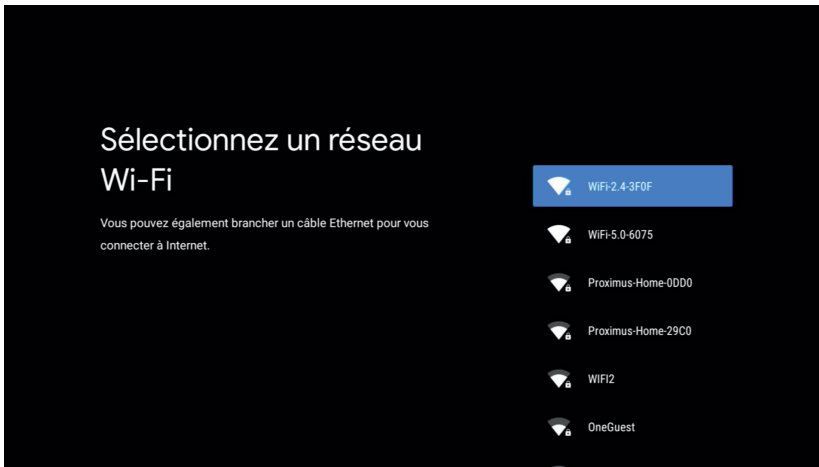 Sélectionnez un réseau
Wi-Fi
Vous pouvez également brancher un câble Ethernet pour vous
connecter à Internet.
WiFi-2.4-3F0F
WiFi-5.0-6075
Proximus-Home-0DD0
Proximus-Home-29C0
WIFI2
OneGuest